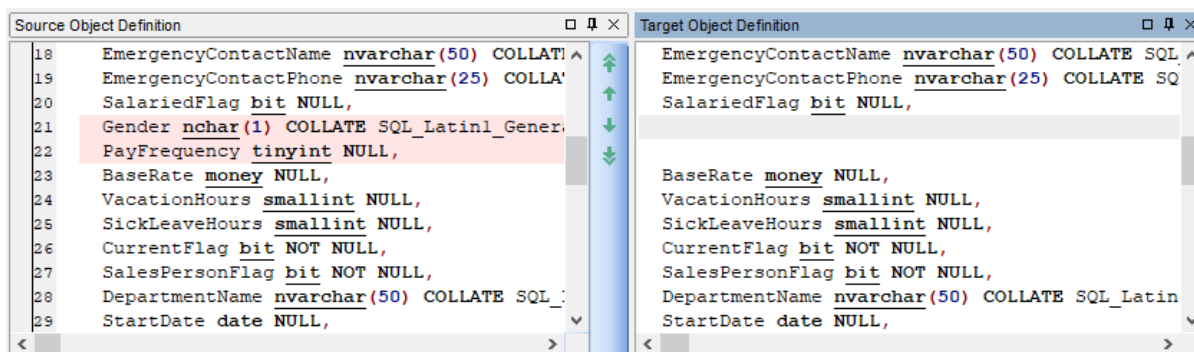 Source Object Definition
18 EmergencyContactName nvarchar(50) COLLATI
19 EmergencyContactPhone nvarchar(25) COLLA
20 SalariedFlag bit NULL,
21 Gender nchar(1) COLLATE SQL_Latin1_Genera
22 PayFrequency tinyint NULL,
23 BaseRate money NULL,
24 VacationHours smallint NULL,
25 SickLeaveHours smallint NULL,
26 CurrentFlag bit NOT NULL,
27 SalesPersonFlag bit NOT NULL,
28 DepartmentName nvarchar(50) COLLATE SQL_
29 StartDate date NULL,
Target Object Definition
EmergencyContactName nvarchar(50) COLLATE SQL_
EmergencyContactPhone nvarchar(25) COLLATE SQ
SalariedFlag bit NULL,
BaseRate money NULL,
VacationHours smallint NULL,
SickLeaveHours smallint NULL,
CurrentFlag bit NOT NULL,
SalesPersonFlag bit NOT NULL,
DepartmentName nvarchar(50) COLLATE SQL_Latin
StartDate date NULL,